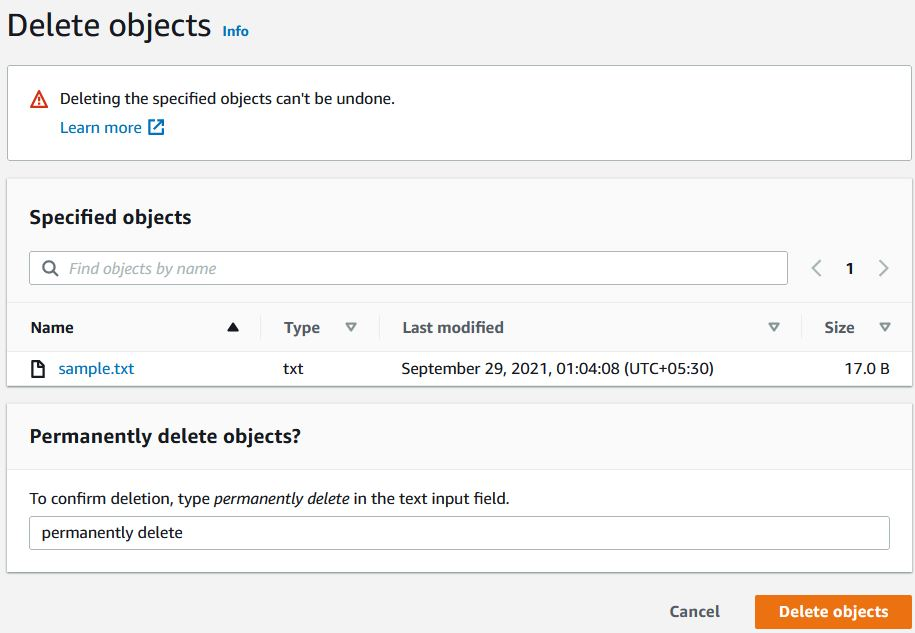 Delete objects Info
Deleting the specified objects can't be undone.
Learn more
Specified objects
Find objects by name 1
Name Type Last modified Size
sample.txt txt September 29, 2021, 01:04:08 (UTC+05:30) 17.0 B
Permanently delete objects?
To confirm deletion, type permanently delete in the text input field.
permanently delete
Cancel Delete objects